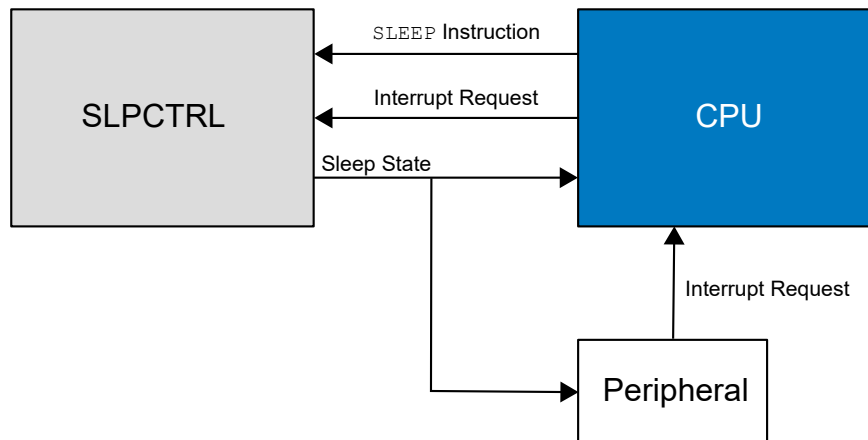 SLEEP Instruction
SLPCTRL
Interrupt Request
CPU
Sleep State
Interrupt Request
Peripheral